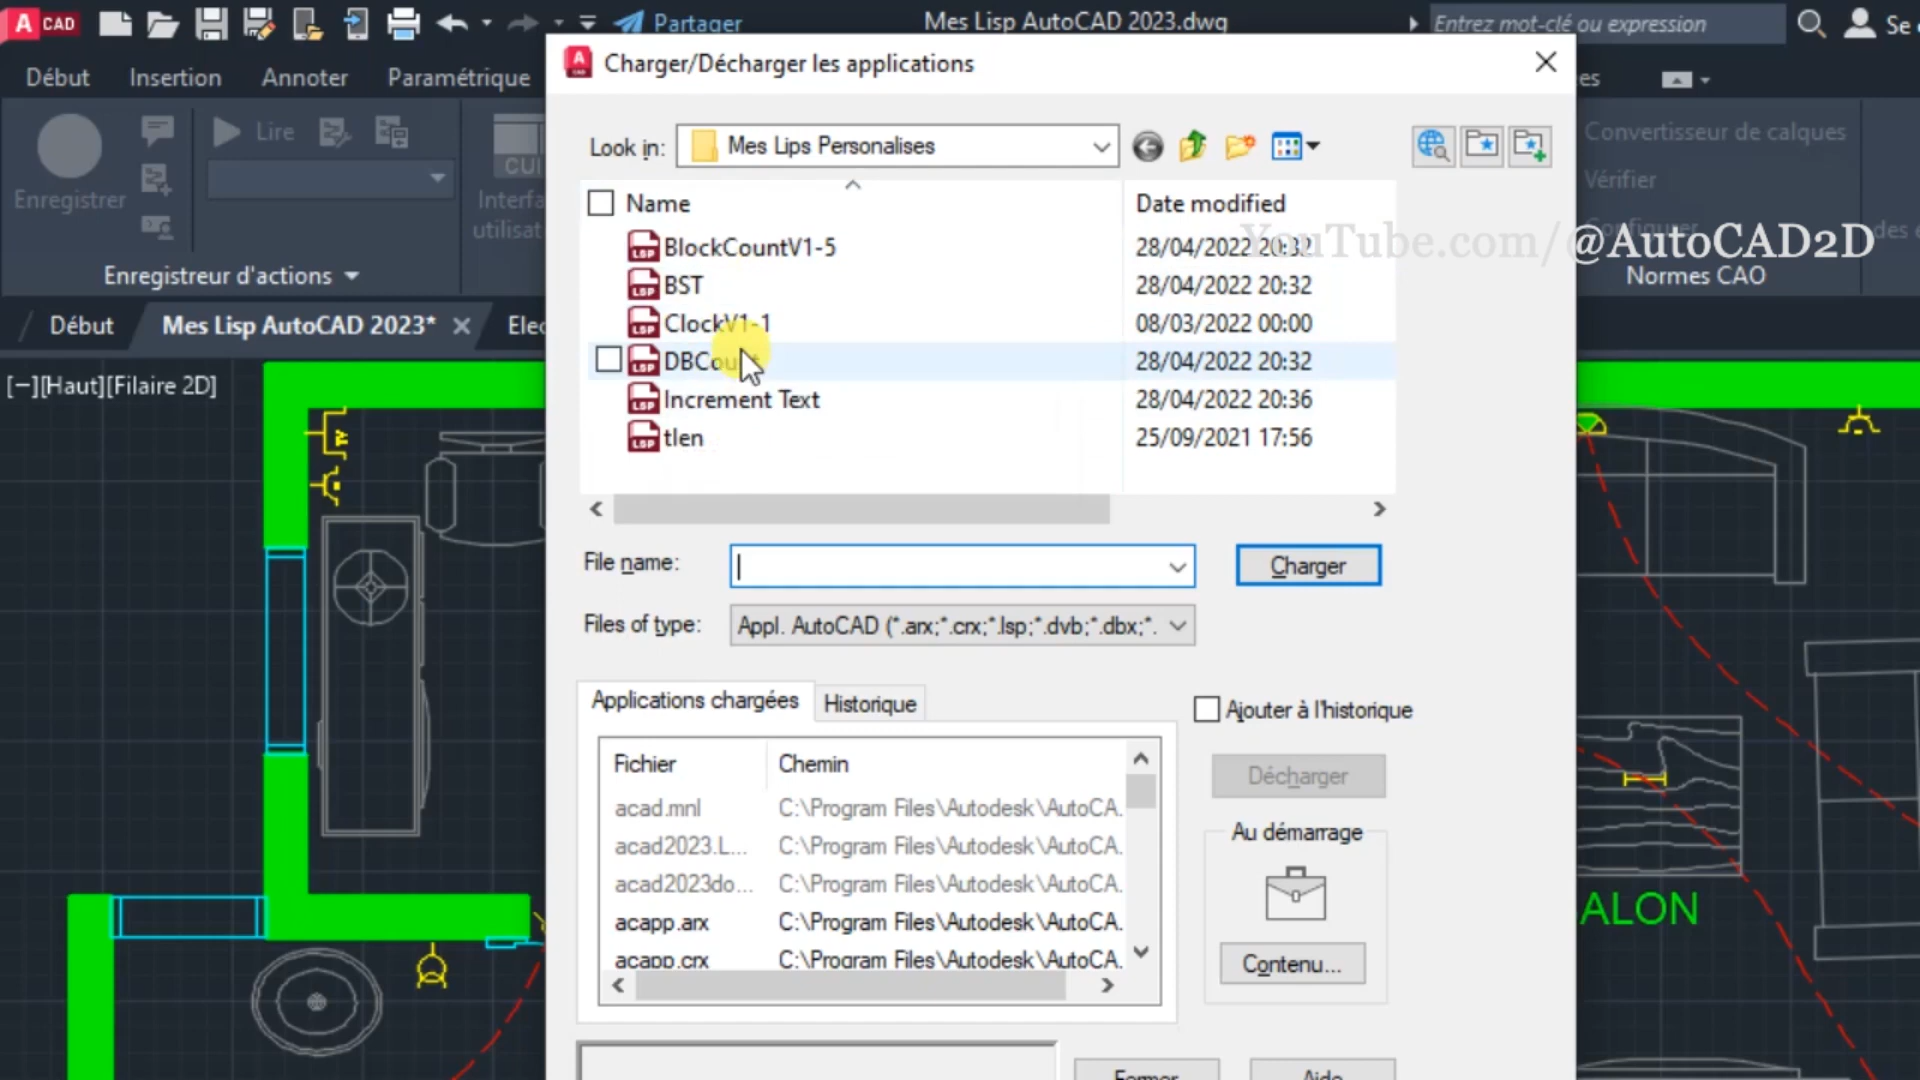 A CAD
Partager
Mes Lisp AutoCAD 2023.dwg
Entrez mot-clé ou expression
Se
Début
Insertion
Annoter
Paramétrique
Charger/Décharger les applications
Lire
Enregistrer
CUI
Enregistreur d'actions
Convertisseur de calques
Vérifier
Configurer
Normes CAO
YouTube.com/@AutoCAD2D
Début
Mes Lisp AutoCAD 2023*
[−][Haut][Filaire 2D]
Look in:
Mes Lips Personalises
Name
Date modified
BlockCountV1-5
28/04/2022 20:32
BST
28/04/2022 20:32
ClockV1-1
08/03/2022 00:00
DBCount
28/04/2022 20:32
Increment Text
28/04/2022 20:36
tlen
25/09/2021 17:56
File name:
Charger
Files of type:
Appl. AutoCAD (*.arx;*.crx;*.lsp;*.dvb;*.dbx;*.
Applications chargées
Historique
Ajouter à l'historique
Fichier
Chemin
acad.mnl
C:\Program Files\Autodesk\AutoCA.
acad2023.L...
C:\Program Files\Autodesk\AutoCA.
acad2023do...
C:\Program Files\Autodesk\AutoCA.
acapp.arx
C:\Program Files\Autodesk\AutoCA.
acapp.crx
C:\Program Files\Autodesk\AutoCA.
Décharger
Au démarrage
Contenu...
Fermer
Aide
ALON